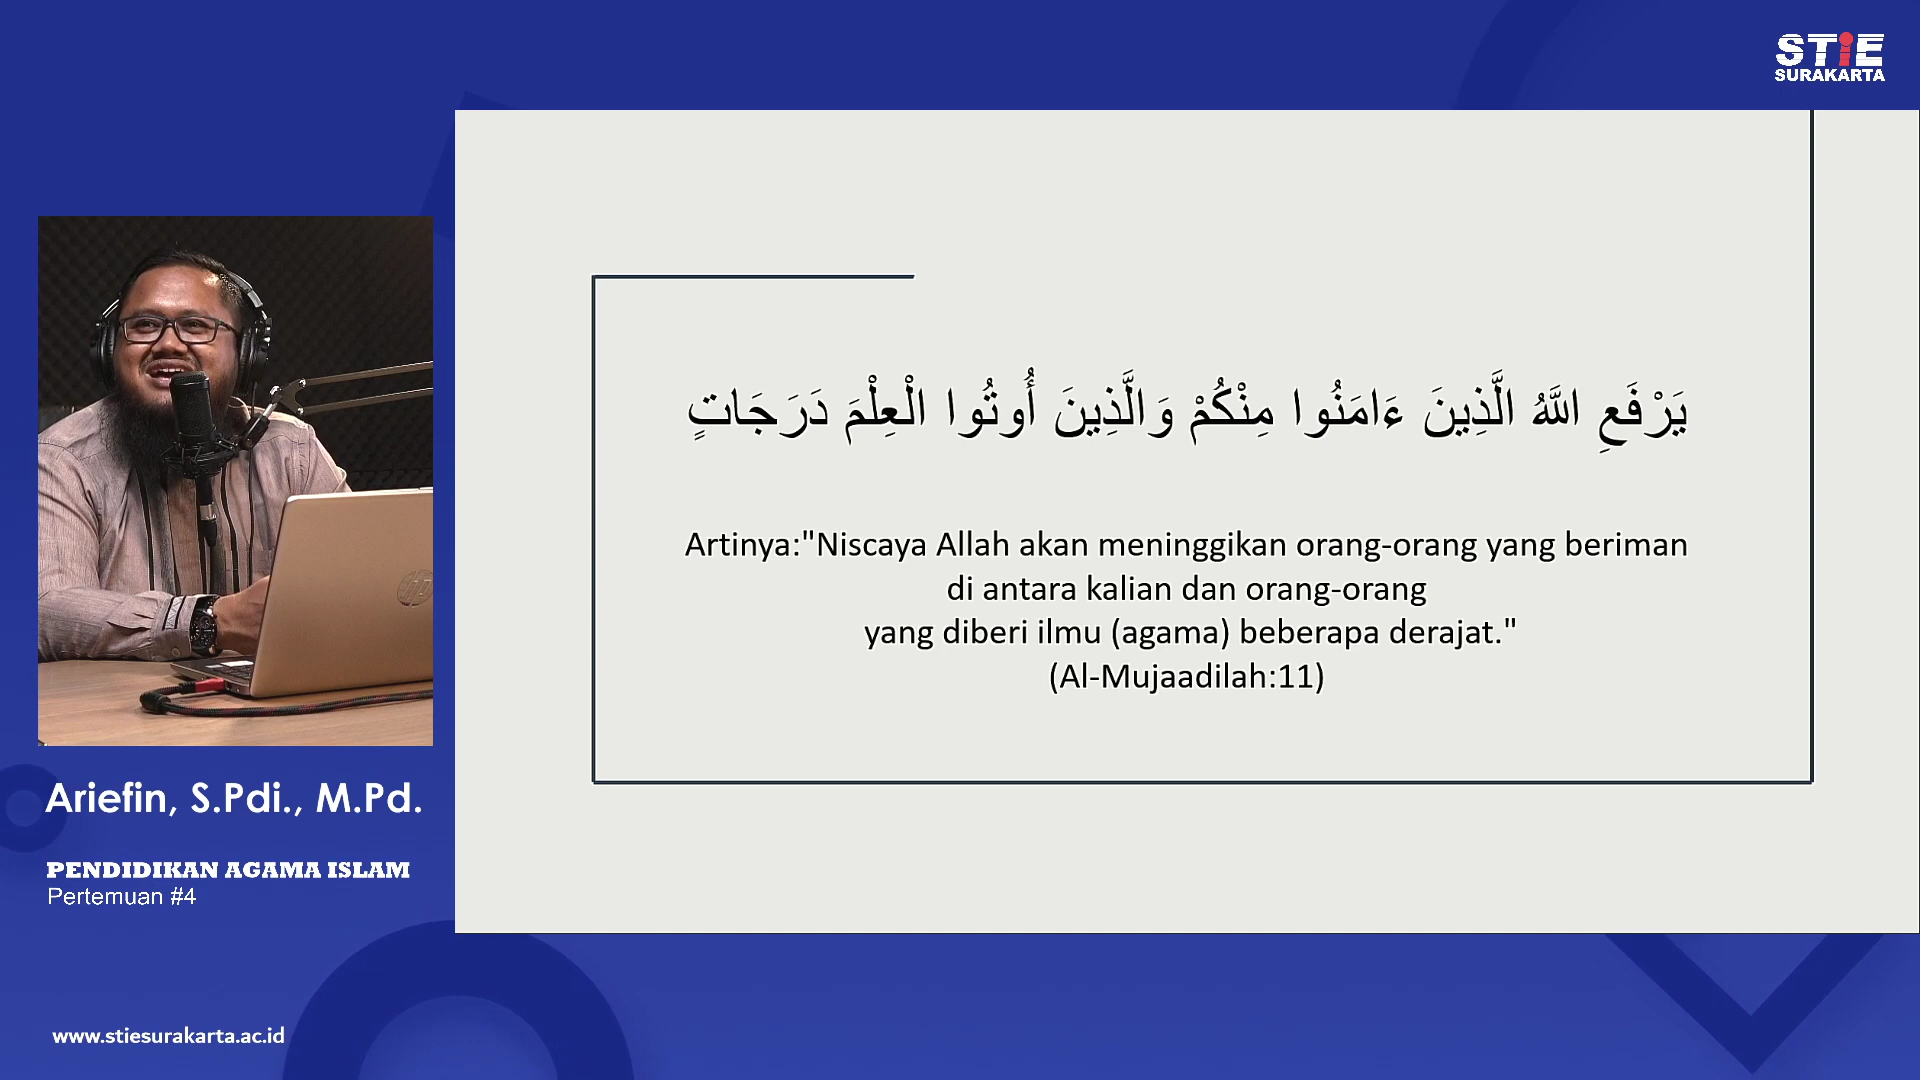 STiE
SURAKARTA
يَرْفَعِ اللَّهُ الَّذِينَ ءَامَنُوا مِنْكُمْ وَالَّذِينَ أُوتُوا الْعِلْمَ دَرَجَاتٍ
Artinya:"Niscaya Allah akan meninggikan orang-orang yang beriman
di antara kalian dan orang-orang
yang diberi ilmu (agama) beberapa derajat."
(Al-Mujaadilah:11)
hp
Ariefin, S.Pdi., M.Pd.
PENDIDIKAN AGAMA ISLAM
Pertemuan #4
www.stiesurakarta.ac.id